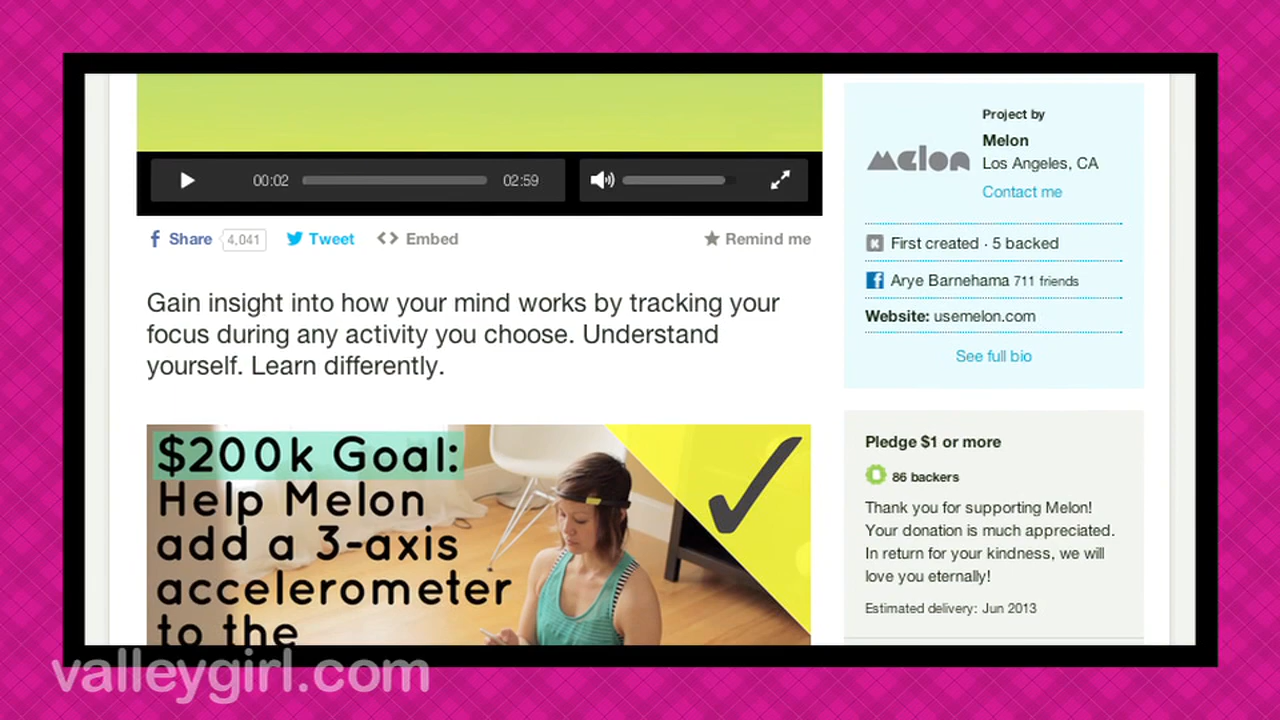 00:02
02:59
Share
4,041
Tweet
Embed
Remind me
Gain insight into how your mind works by tracking your
focus during any activity you choose. Understand
yourself. Learn differently.
$200k Goal:
Help Melon
add a 3-axis
accelerometer
to the
Project by
melon
Melon
Los Angeles, CA
Contact me
First created · 5 backed
Arye Barnehama 711 friends
Website: usemelon.com
See full bio
Pledge $1 or more
86 backers
Thank you for supporting Melon!
Your donation is much appreciated.
In return for your kindness, we will
love you eternally!
Estimated delivery: Jun 2013
valleygirl.com